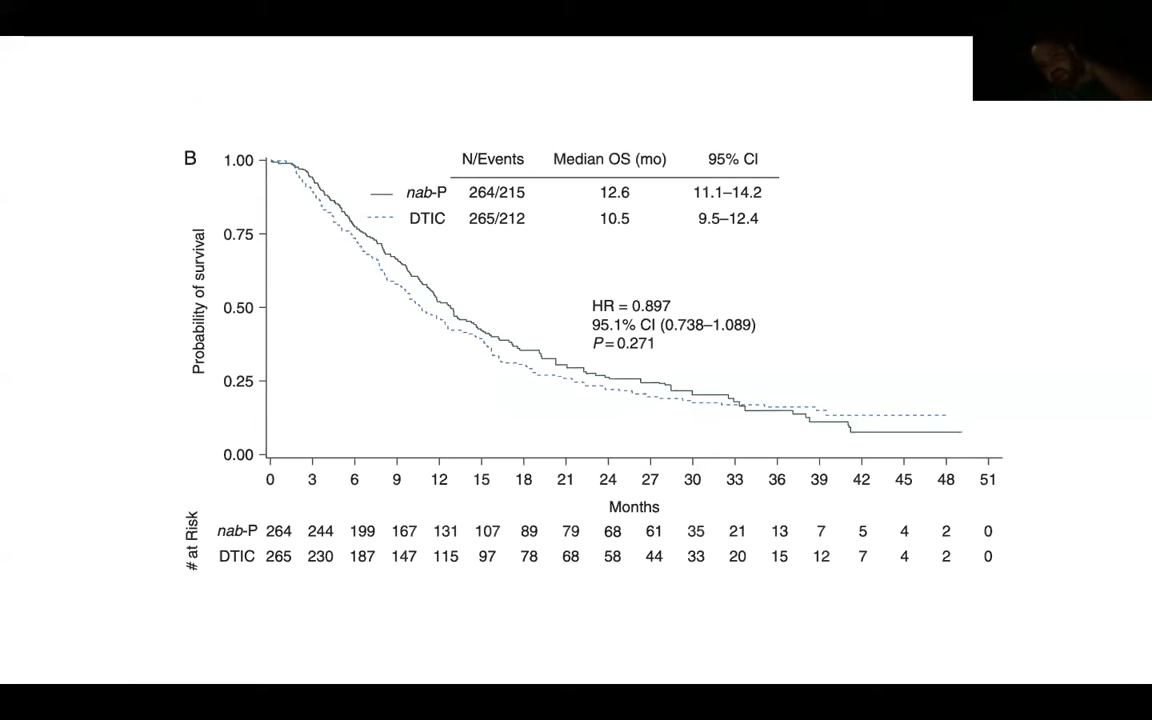 B
N/Events Median OS (mo) 95% CI
nab-P 264/215 12.6 11.1–14.2
DTIC 265/212 10.5 9.5–12.4
HR = 0.897
95.1% CI (0.738–1.089)
P=0.271
Probability of survival
1.00
0.75
0.50
0.25
0.00
0 3 6 9 12 15 18 21 24 27 30 33 36 39 42 45 48 51
Months
# at Risk
nab-P 264 244 199 167 131 107 89 79 68 61 35 21 13 7 5 4 2 0
DTIC 265 230 187 147 115 97 78 68 58 44 33 20 15 12 7 4 2 0